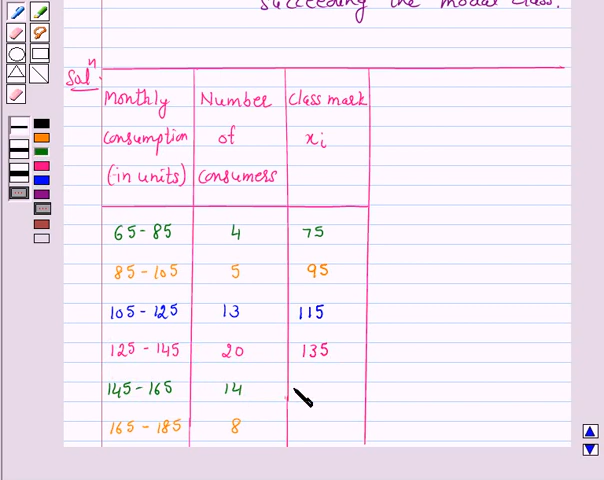 succeeding the modal class.
Solⁿ.
Monthly consumption (in units) Number of consumers Class mark xi
65 - 85 4 75
85 - 105 5 95
105 - 125 13 115
125 - 145 20 135
145 - 165 14
165 - 185 8